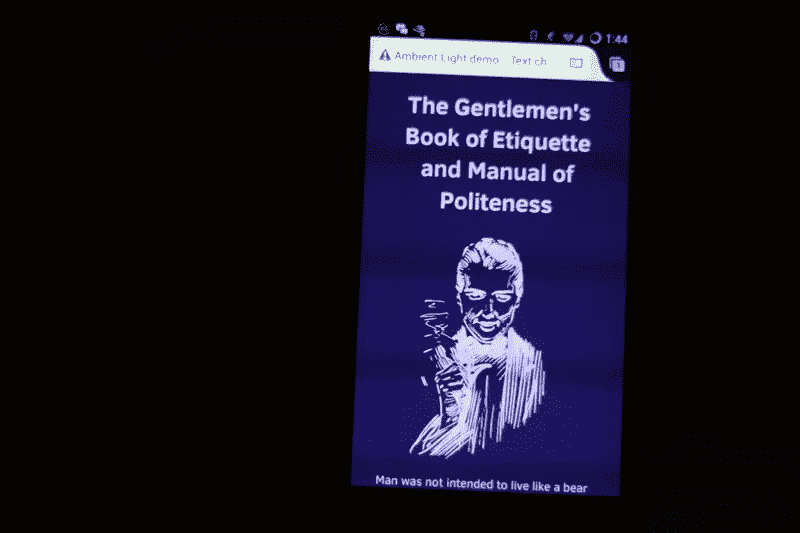 1:44
Ambient Light demo Text ch
The Gentlemen's
Book of Etiquette
and Manual of
Politeness
Man was not intended to live like a bear